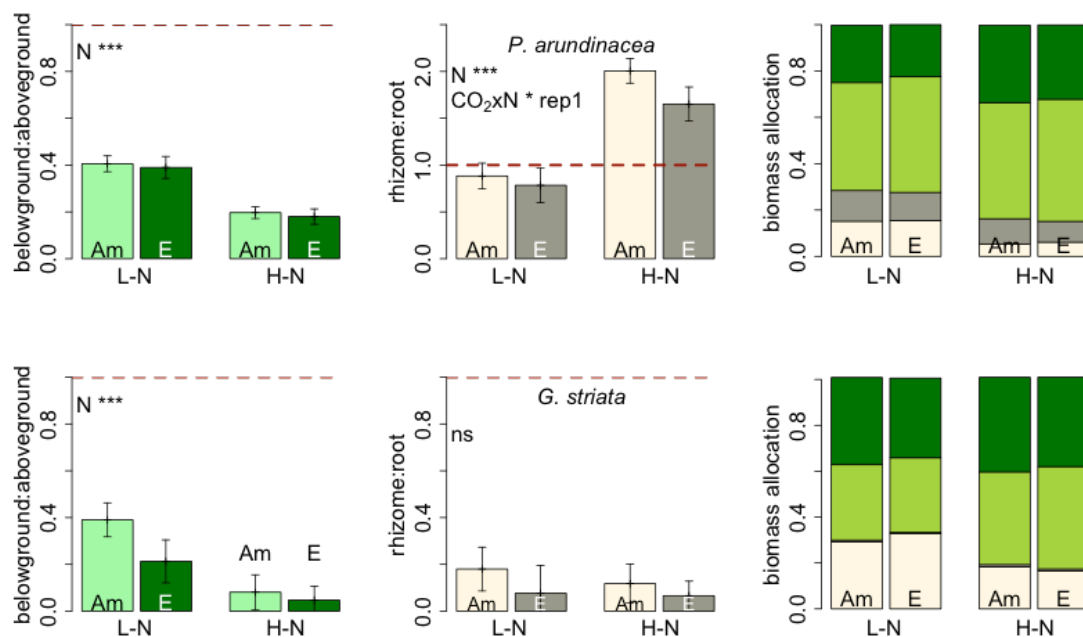 belowground:aboveground
0.0 0.4 0.8
N ***
Am E Am E
L-N H-N
rhizome:root
0.0 1.0 2.0
P. arundinacea
N ***
CO₂xN * rep1
Am E Am E
L-N H-N
biomass allocation
0.0 0.4 0.8
Am E Am E
L-N H-N
belowground:aboveground
0.0 0.4 0.8
N ***
Am E
Am E
L-N H-N
rhizome:root
0.0 0.4 0.8
G. striata
ns
Am E Am E
L-N H-N
biomass allocation
0.0 0.4 0.8
Am E Am E
L-N H-N